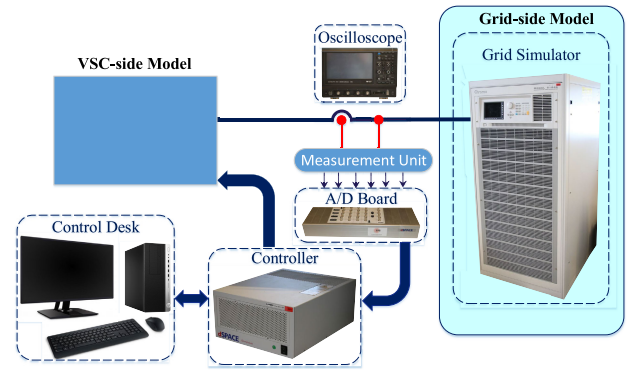 Grid-side Model
Oscilloscope
VSC-side Model
Grid Simulator
Measurement Unit
A/D Board
Control Desk
Controller
dSPACE